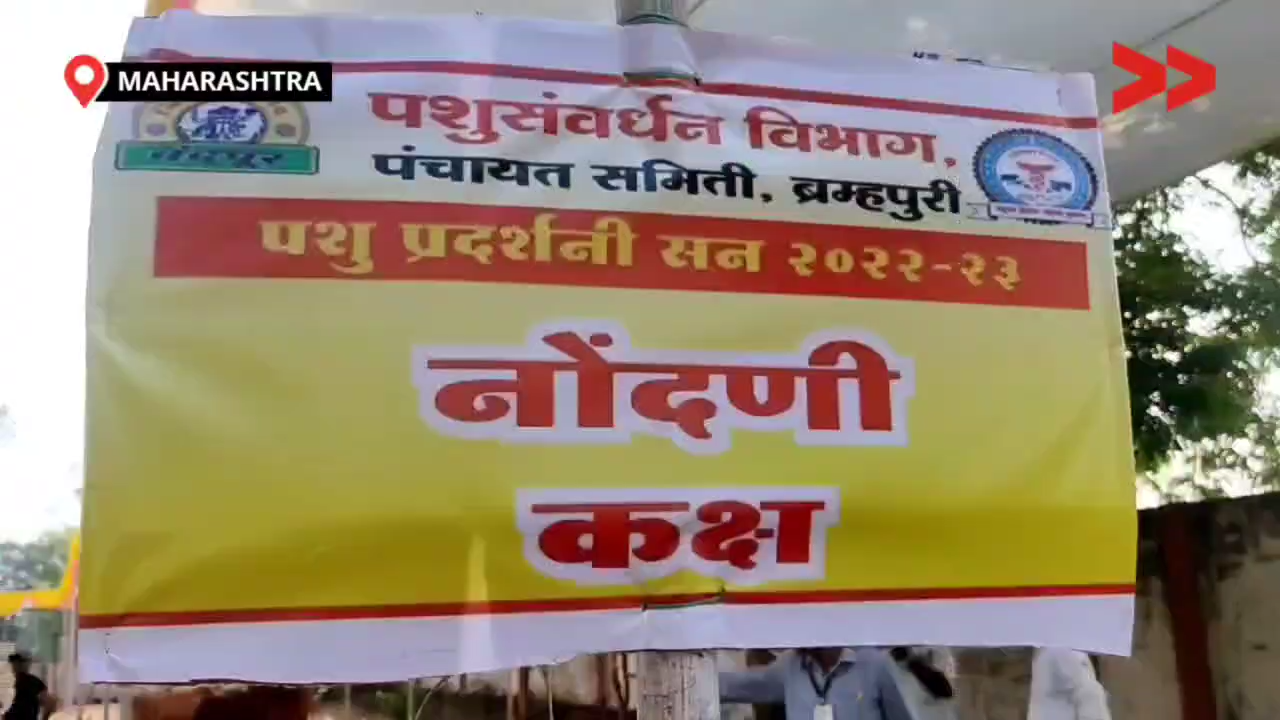 MAHARASHTRA
पशुसंवर्धन विभाग,
पंचायत समिती, ब्रम्हपुरी
पशु प्रदर्शनी सन २०२२-२३
नोंदणी
कक्ष